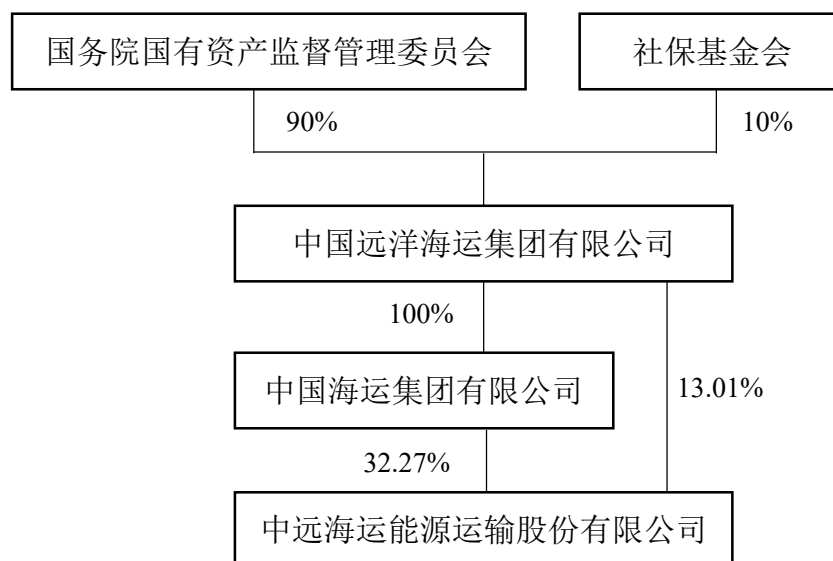 国务院国有资产监督管理委员会
社保基金会
90%
10%
中国远洋海运集团有限公司
100%
中国海运集团有限公司
13.01%
32.27%
中远海运能源运输股份有限公司